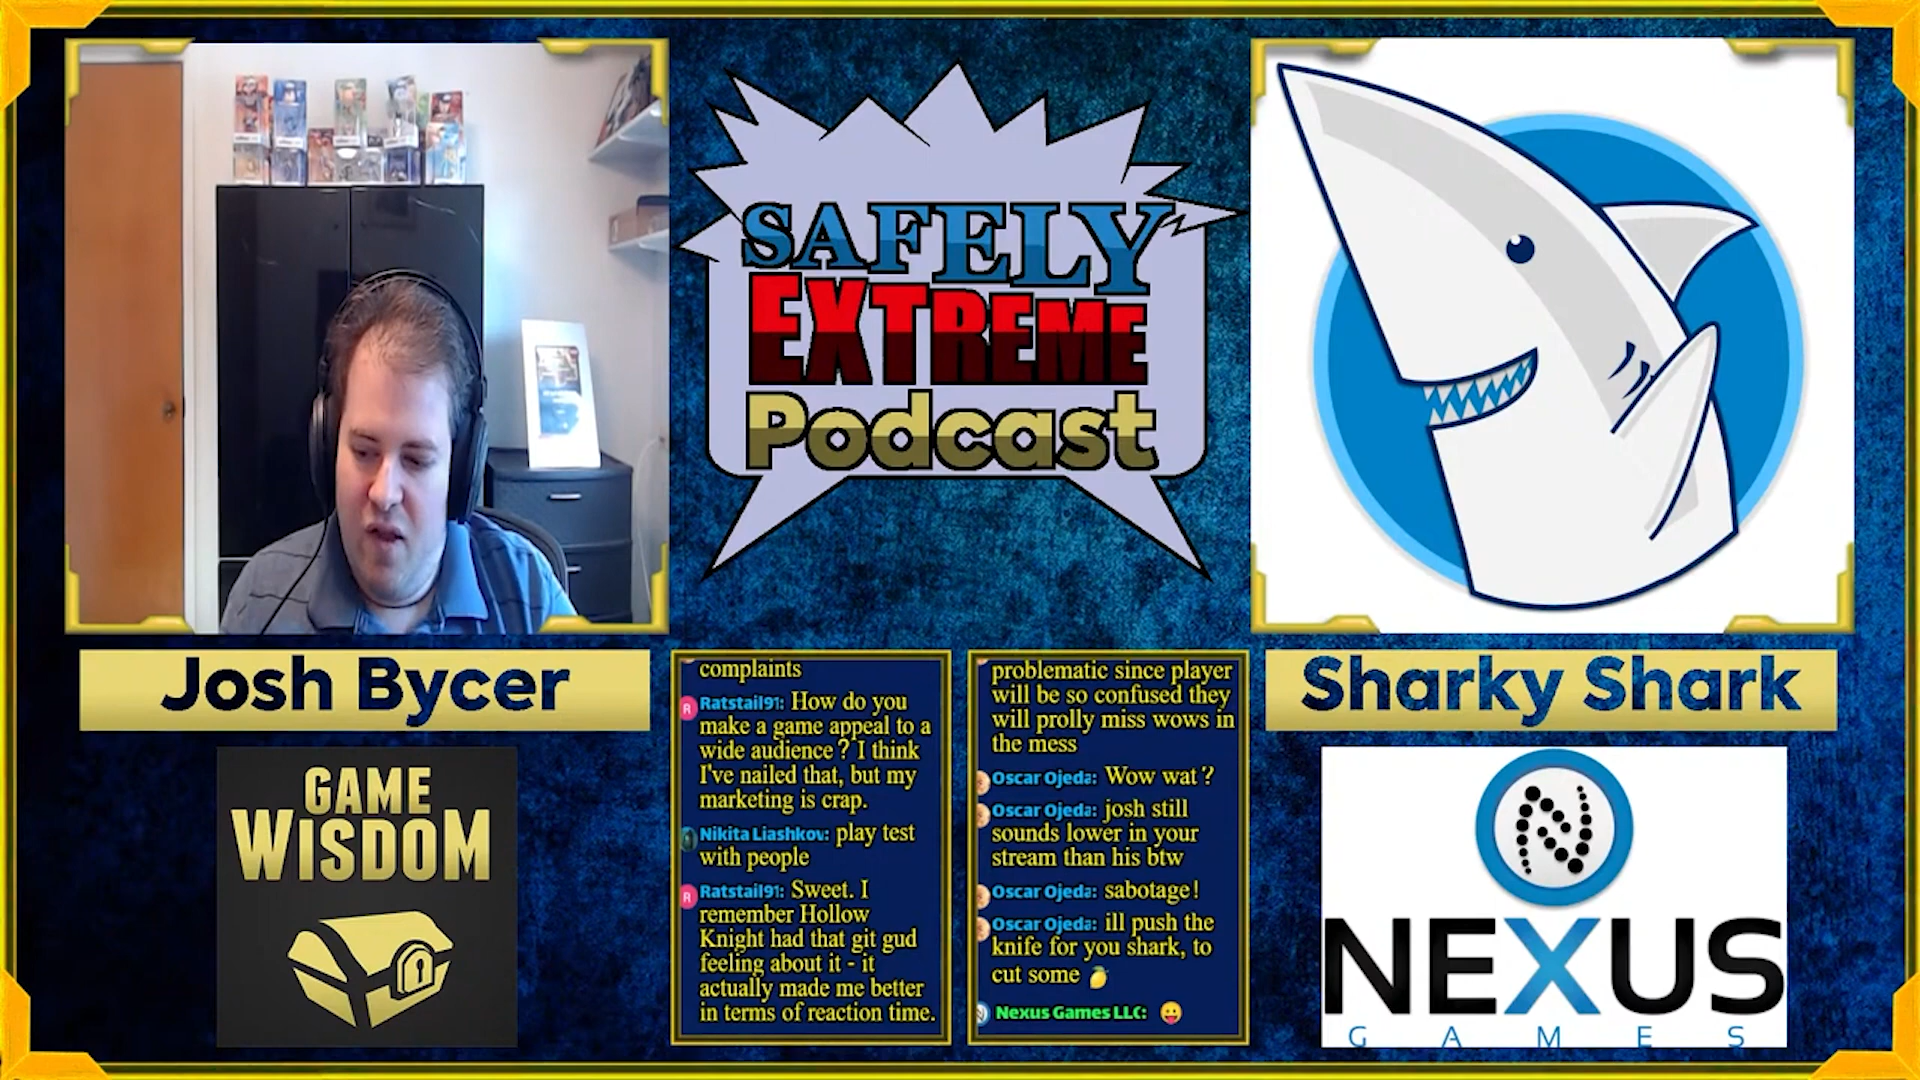 SAFELY
EXTREME
Podcast
Josh Bycer
GAME
WISDOM
complaints
Ratstail91: How do you
make a game appeal to a
wide audience? I think
I've nailed that, but my
marketing is crap.
Nikita Liashkov: play test
with people
Ratstail91: Sweet. I
remember Hollow
Knight had that git gud
feeling about it - it
actually made me better
in terms of reaction time.
problematic since player
will be so confused they
will prolly miss wows in
the mess
Oscar Ojeda: Wow wat?
Oscar Ojeda: josh still
sounds lower in your
stream than his btw
Oscar Ojeda: sabotage!
Oscar Ojeda: ill push the
knife for you shark, to
cut some 🍋
Nexus Games LLC: 😛
Sharky Shark
N
NEXUS
GAMES